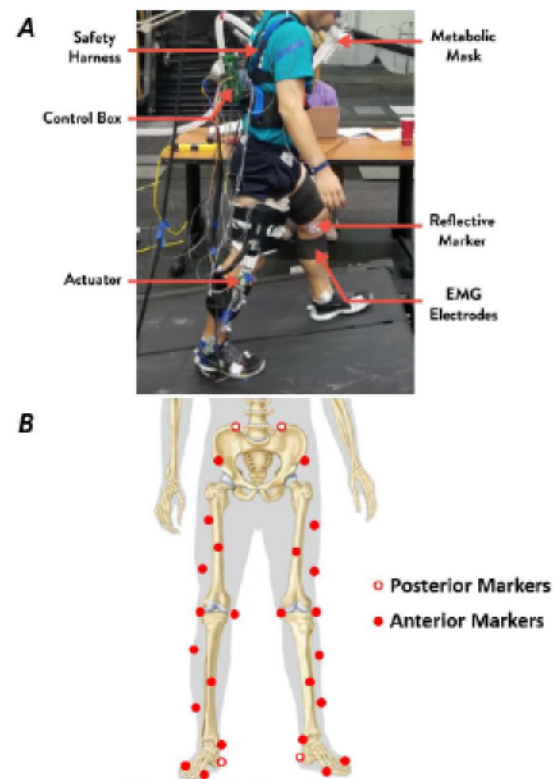 A
Safety
Harness
Metabolic
Mask
Control Box
Reflective
Marker
Actuator
EMG
Electrodes
B
Posterior Markers
Anterior Markers